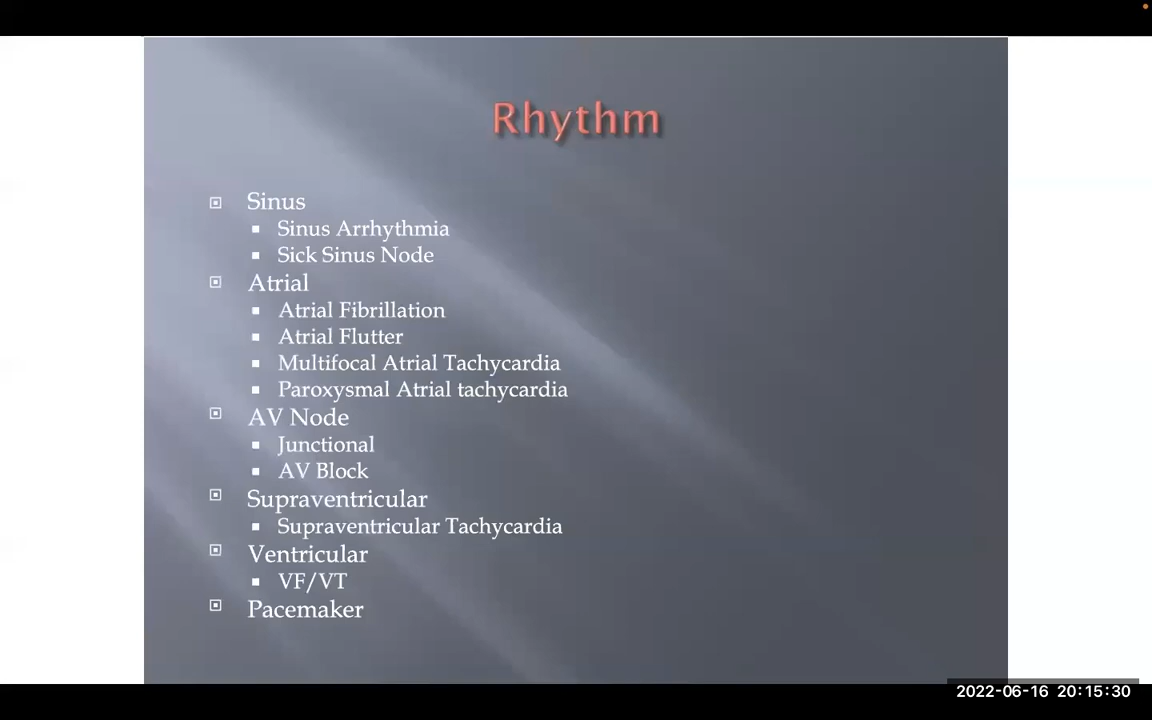 Rhythm
Sinus
Sinus Arrhythmia
Sick Sinus Node
Atrial
Atrial Fibrillation
Atrial Flutter
Multifocal Atrial Tachycardia
Paroxysmal Atrial tachycardia
AV Node
Junctional
AV Block
Supraventricular
Supraventricular Tachycardia
Ventricular
VF/VT
Pacemaker
2022-06-16 20:15:30